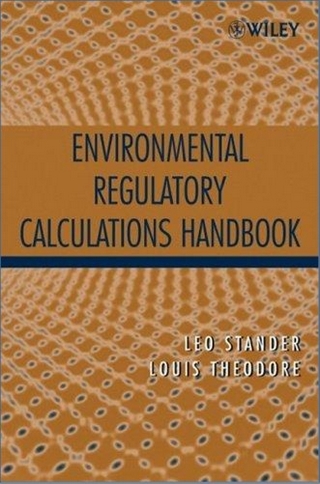 WILEY
ENVIRONMENTAL
REGULATORY
CALCULATIONS HANDBOOK
LEO STANDER
LOUIS THEODORE